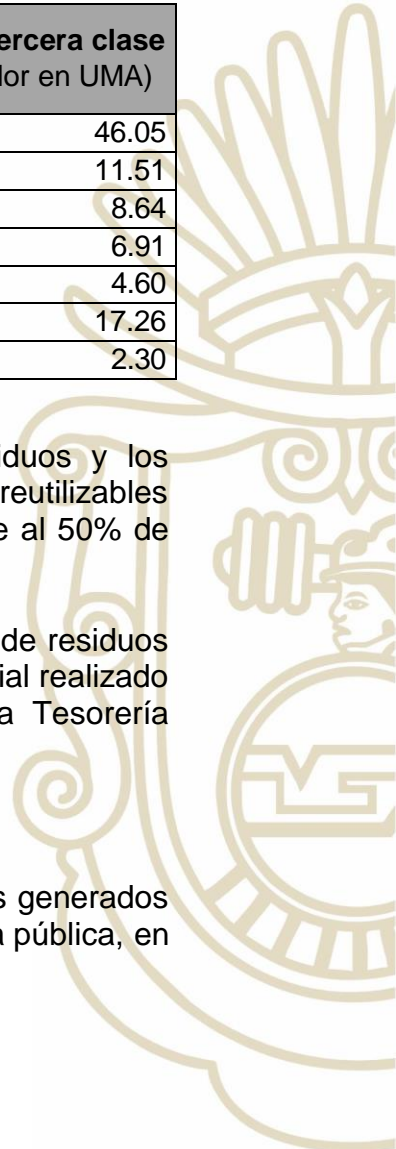 ercera clase
lor en UMA)
46.05
11.51
8.64
6.91
4.60
17.26
2.30
iduos y los
reutilizables
e al 50% de
de residuos
ial realizado
a Tesorería
s generados
a pública, en